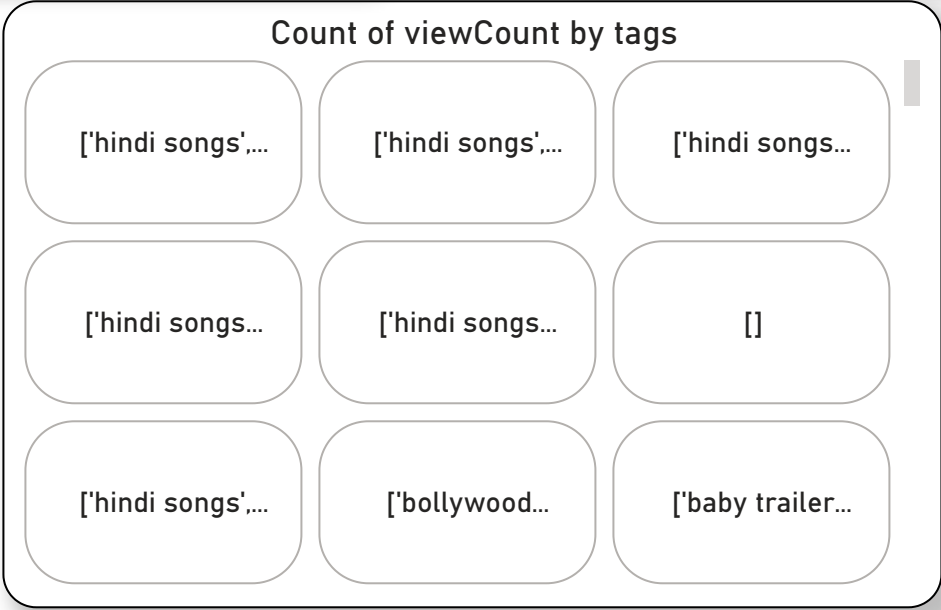 Count of viewCount by tags
['hindi songs',...
['hindi songs',...
['hindi songs...
['hindi songs...
['hindi songs...
[]
['hindi songs',...
['bollywood...
['baby trailer...